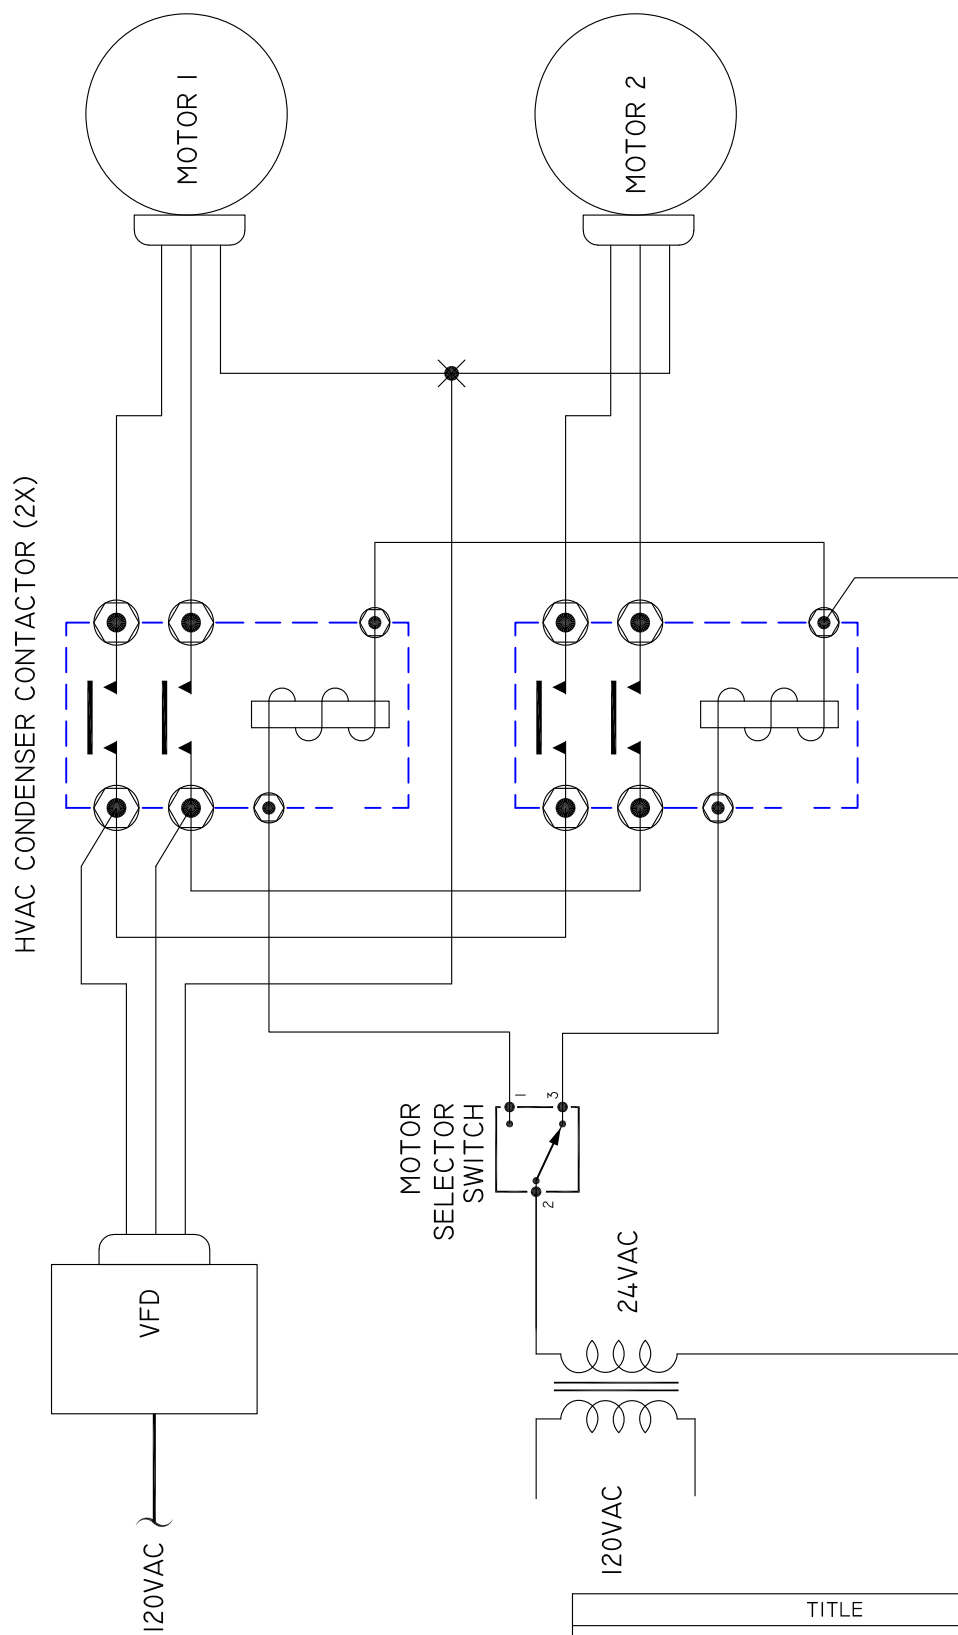 HVAC CONDENSER CONTACTOR (2X)
MOTOR 1
MOTOR 2
VFD
120VAC
MOTOR
SELECTOR
SWITCH
1
3
2
24VAC
120VAC
TITLE